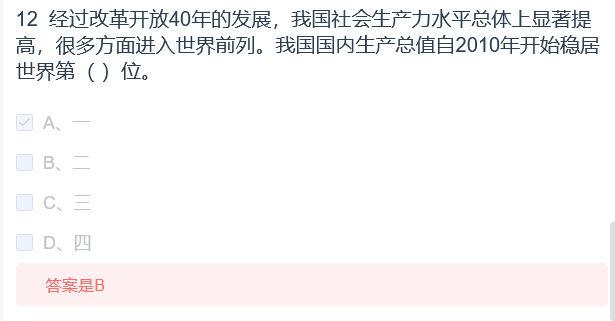 12 经过改革开放40年的发展，我国社会生产力水平总体上显著提
高，很多方面进入世界前列。我国国内生产总值自2010年开始稳居
世界第（ ）位。
A、一
B、二
C、三
D、四
答案是B